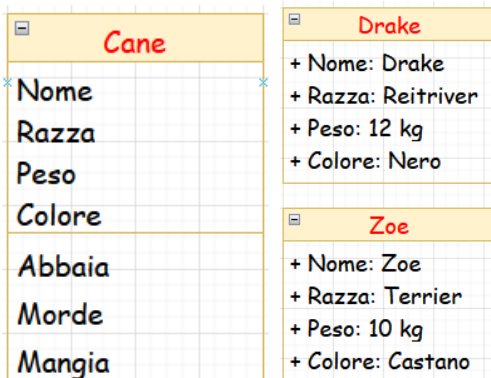 Cane
Nome
Razza
Peso
Colore
Abbaia
Morde
Mangia
Drake
+ Nome: Drake
+ Razza: Reitriver
+ Peso: 12 kg
+ Colore: Nero
Zoe
+ Nome: Zoe
+ Razza: Terrier
+ Peso: 10 kg
+ Colore: Castano